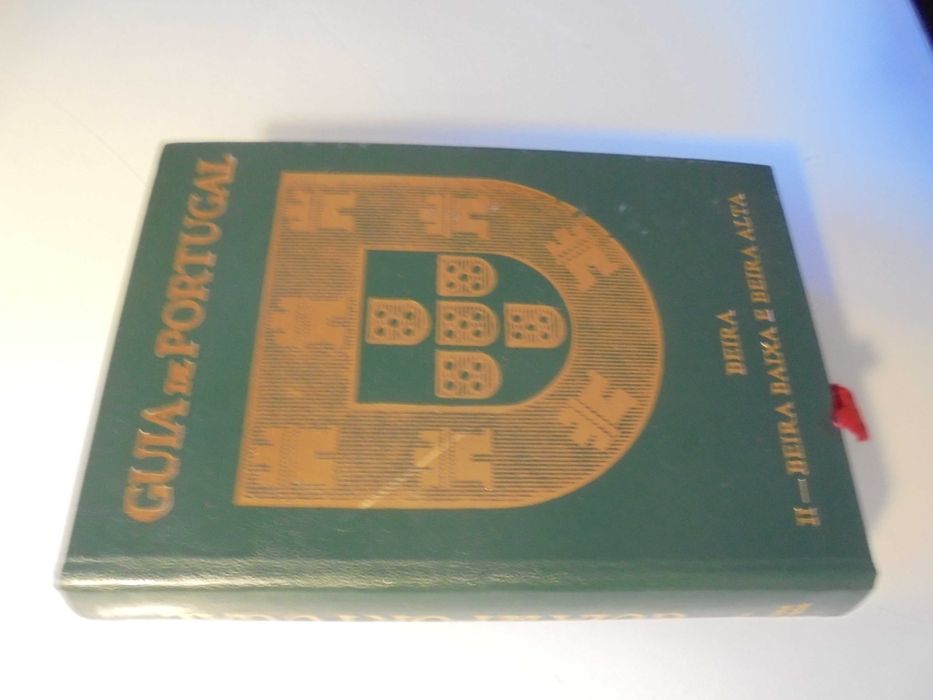 GUIA DE PORTUGAL
BEIRA
II — BEIRA BAIXA E BEIRA ALTA